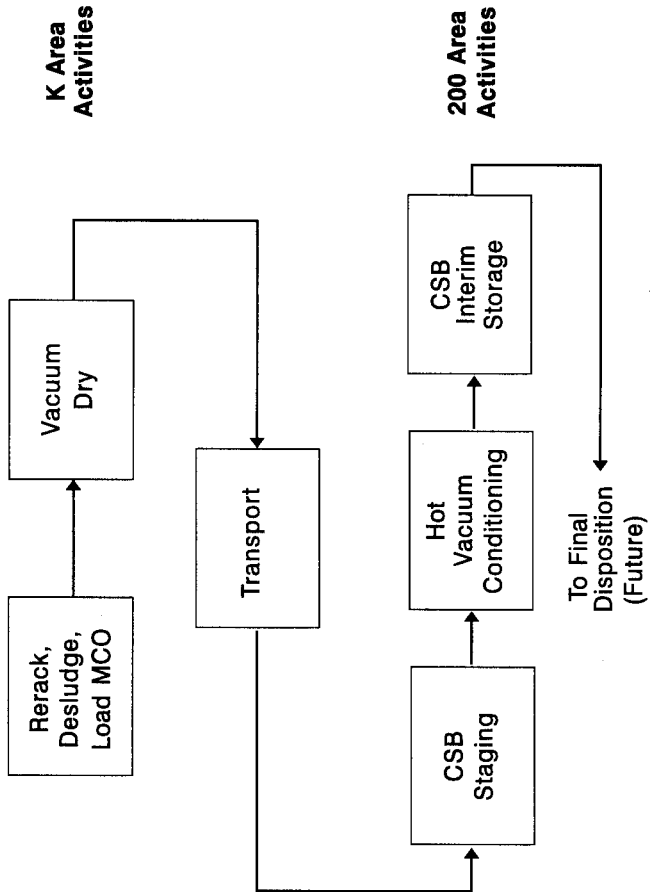 K Area
Activities
Rerack,
Desludge,
Load MCO
Vacuum
Dry
Transport
200 Area
Activities
CSB
Staging
Hot
Vacuum
Conditioning
CSB
Interim
Storage
To Final
Disposition
(Future)